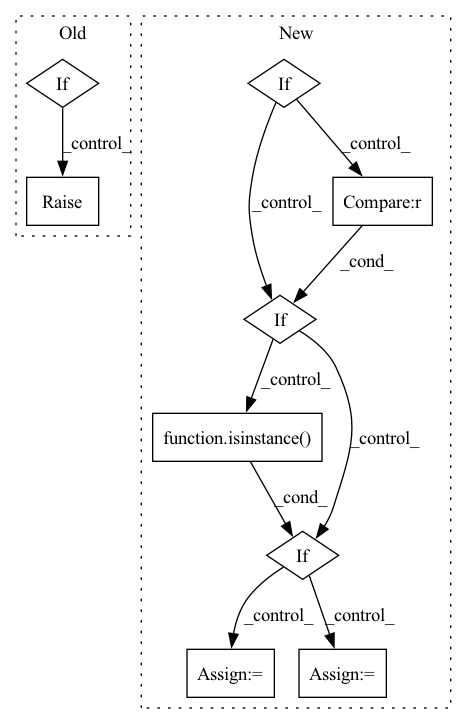 Old
New
If
If
_control_
_control_
Raise
_control_
Compare:r
_cond_
If
_control_
function.isinstance()
_control_
_cond_
If
_control_
_control_
Assign:=
Assign:=